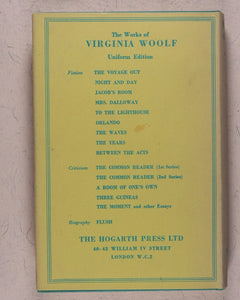 The Works of
VIRGINIA WOOLF
Uniform Edition
Fiction THE VOYAGE OUT
NIGHT AND DAY
JACOB'S ROOM
MRS. DALLOWAY
TO THE LIGHTHOUSE
ORLANDO
THE WAVES
THE YEARS
BETWEEN THE ACTS
Criticism THE COMMON READER (1st Series)
THE COMMON READER (2nd Series)
A ROOM OF ONE'S OWN
THREE GUINEAS
THE MOMENT and other Essays
Biography FLUSH
THE HOGARTH PRESS LTD
40-42 WILLIAM IV STREET
LONDON W.C.2